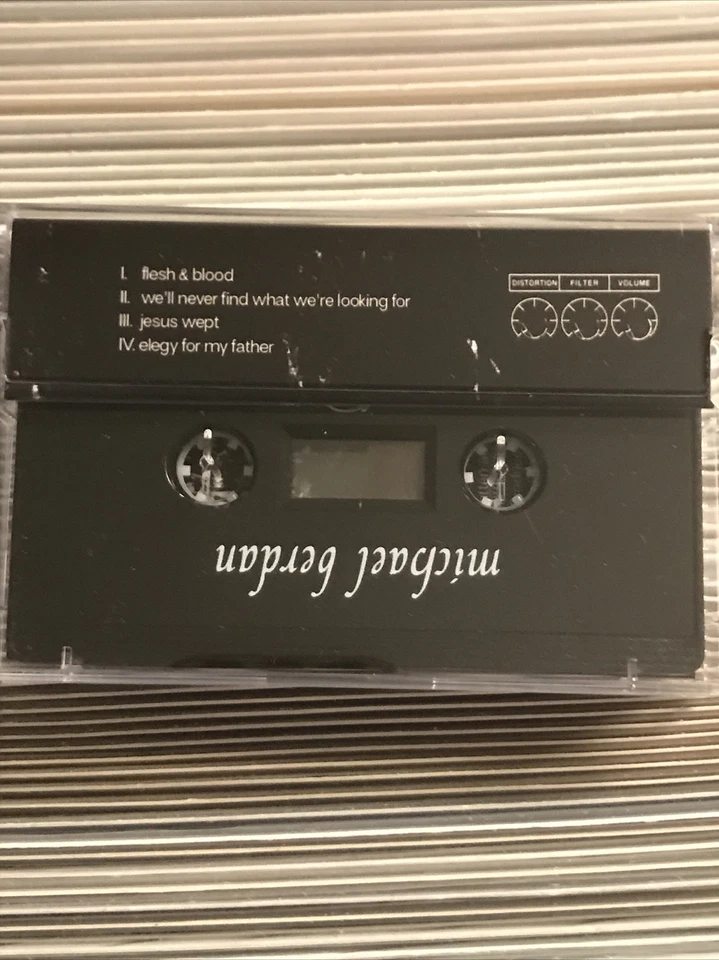 I. flesh & blood
II. we'll never find what we're looking for
III. jesus wept
IV. elegy for my father
DISTORTION FILTER VOLUME
michael berdan